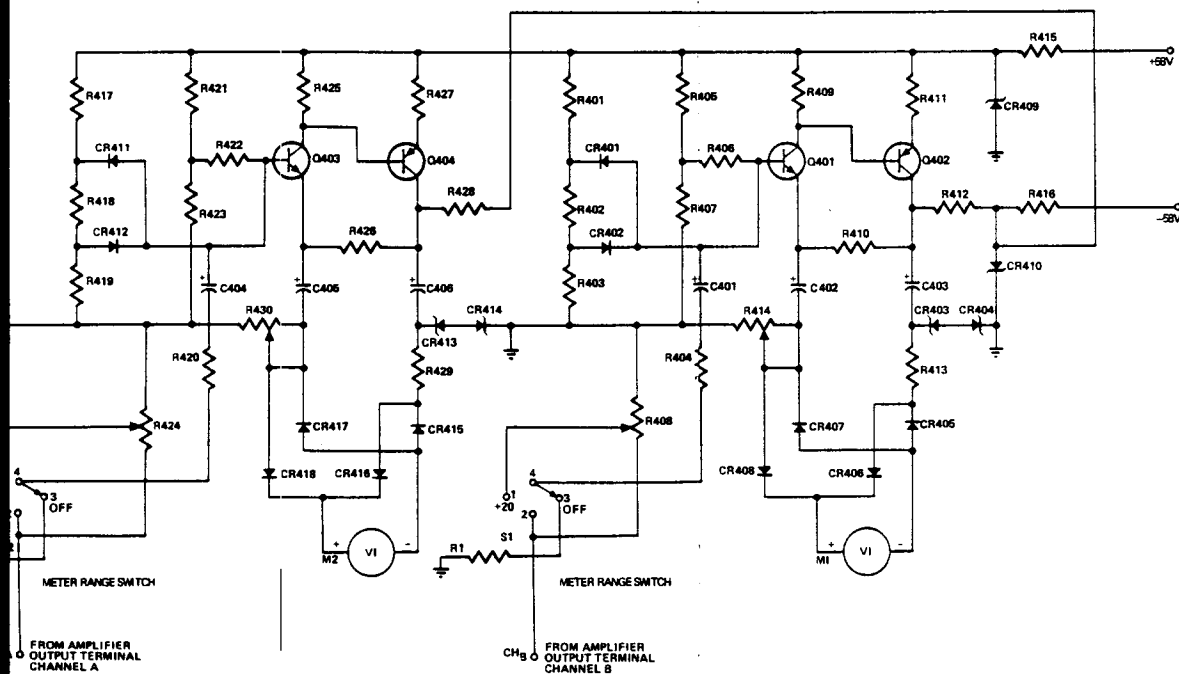 R415
+58V
R417
R421
R425
R427
R401
R405
R409
R411
CR409
CR411
R422
Q403
Q404
CR401
R406
Q401
Q402
R418
R423
R428
R402
R407
R412
R416
-58V
CR412
R426
CR402
R410
R419
C404
C405
C406
R403
C401
C402
C403
CR410
R430
CR414
R414
CR403
CR404
CR413
R420
R429
R404
R413
R424
CR417
CR415
R408
CR407
CR405
4
3
OFF
CR418
CR416
4
1
+20
3
OFF
2
CR408
CR406
2
S1
R1
+
-
M2
VI
+
-
M1
VI
METER RANGE SWITCH
METER RANGE SWITCH
FROM AMPLIFIER
OUTPUT TERMINAL
CHANNEL A
CHB
FROM AMPLIFIER
OUTPUT TERMINAL
CHANNEL B